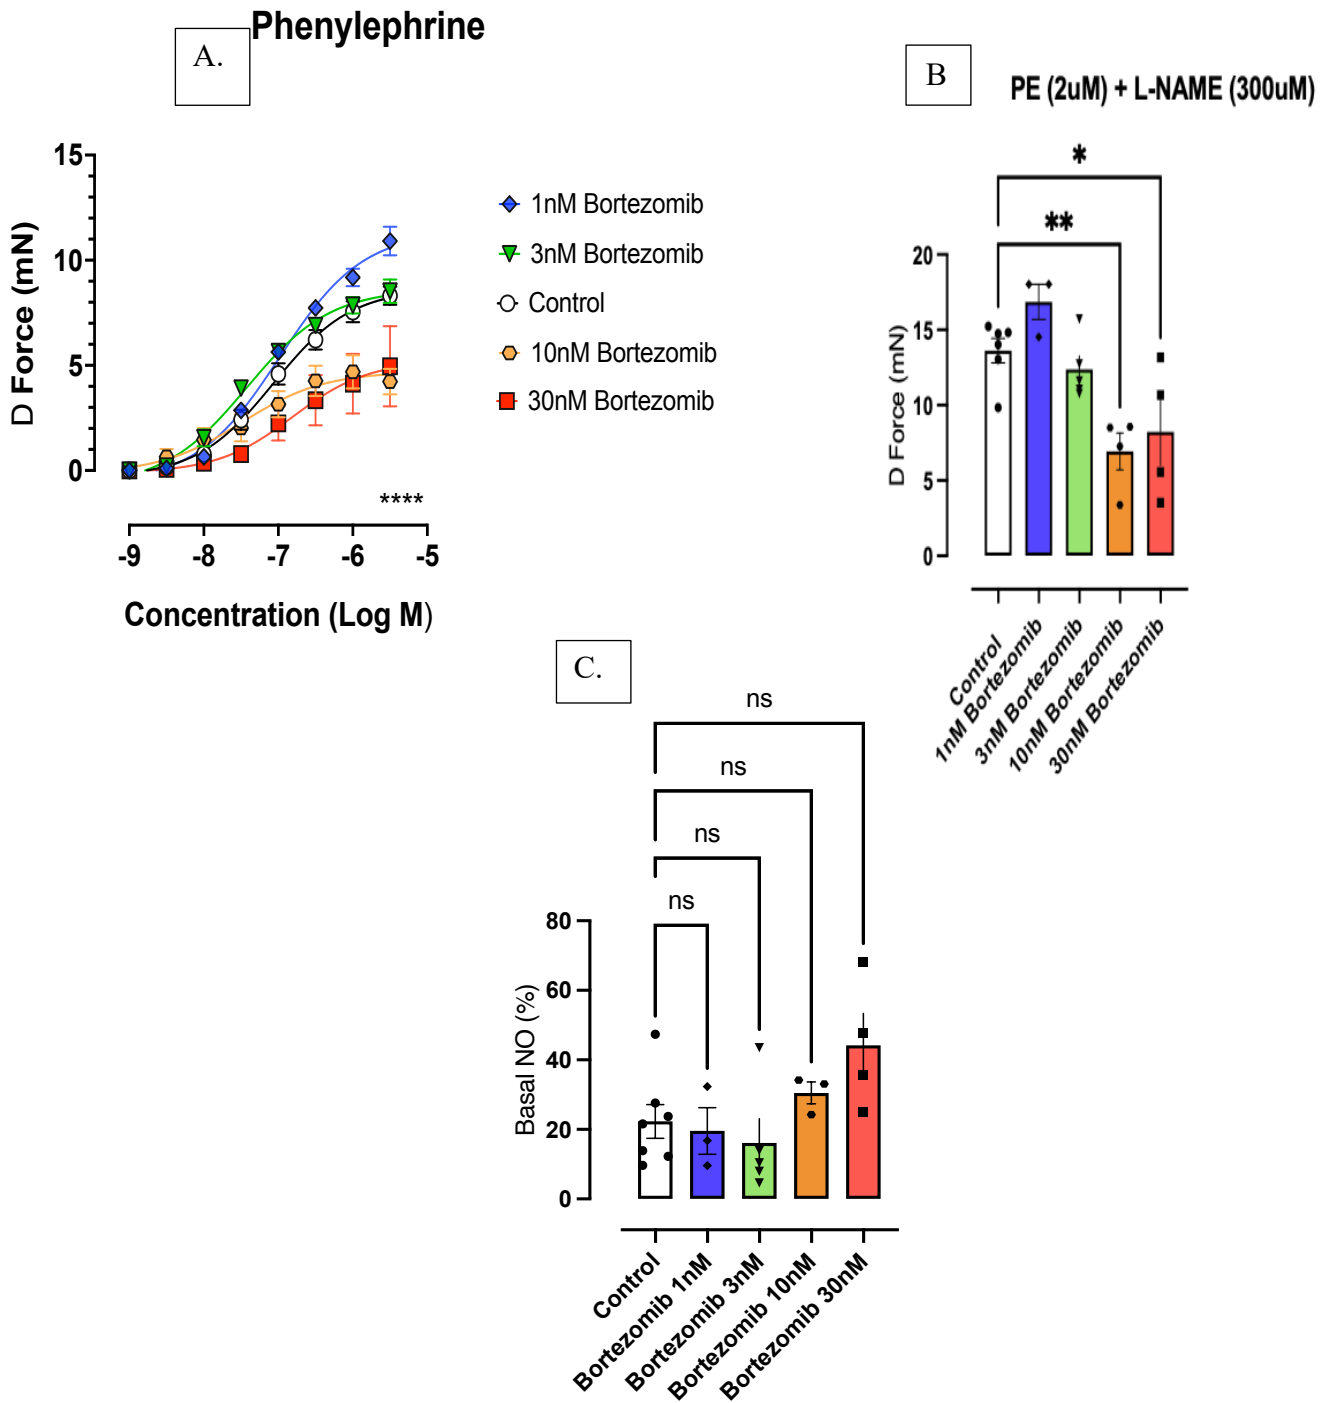 Phenylephrine
A.
15
10
5
0
D Force (mN)
****
-9 -8 -7 -6 -5
Concentration (Log M)
1nM Bortezomib
3nM Bortezomib
Control
10nM Bortezomib
30nM Bortezomib
B
PE (2uM) + L-NAME (300uM)
*
**
20
15
10
5
0
D Force (mN)
Control
1nM Bortezomib
3nM Bortezomib
10nM Bortezomib
30nM Bortezomib
C.
ns
ns
ns
ns
80
60
40
20
0
Basal NO (%)
Control
Bortezomib 1nM
Bortezomib 3nM
Bortezomib 10nM
Bortezomib 30nM